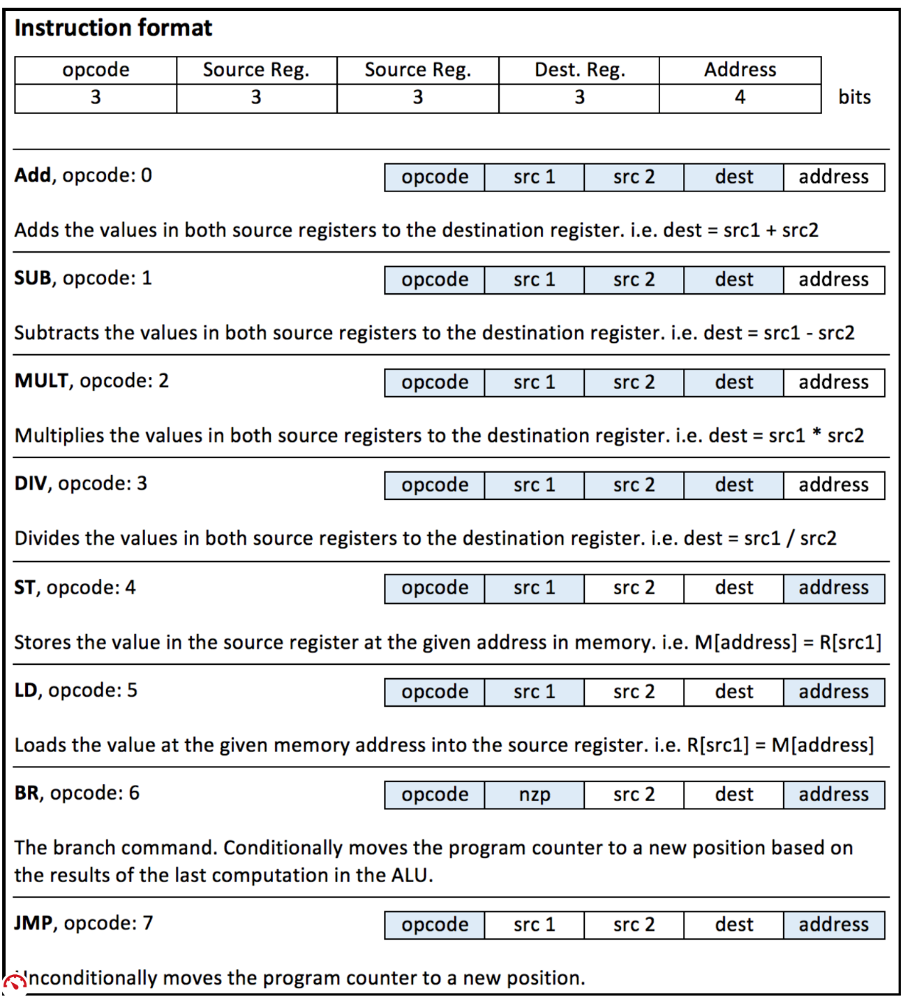 Instruction format
opcode Source Reg. Source Reg. Dest. Reg. Address
3 3 3 3 4 bits
Add, opcode: 0 opcode src 1 src 2 dest address
Adds the values in both source registers to the destination register. i.e. dest = src1 + src2
SUB, opcode: 1 opcode src 1 src 2 dest address
Subtracts the values in both source registers to the destination register. i.e. dest = src1 - src2
MULT, opcode: 2 opcode src 1 src 2 dest address
Multiplies the values in both source registers to the destination register. i.e. dest = src1 * src2
DIV, opcode: 3 opcode src 1 src 2 dest address
Divides the values in both source registers to the destination register. i.e. dest = src1 / src2
ST, opcode: 4 opcode src 1 src 2 dest address
Stores the value in the source register at the given address in memory. i.e. M[address] = R[src1]
LD, opcode: 5 opcode src 1 src 2 dest address
Loads the value at the given memory address into the source register. i.e. R[src1] = M[address]
BR, opcode: 6 opcode nzp src 2 dest address
The branch command. Conditionally moves the program counter to a new position based on
the results of the last computation in the ALU.
JMP, opcode: 7 opcode src 1 src 2 dest address
Unconditionally moves the program counter to a new position.